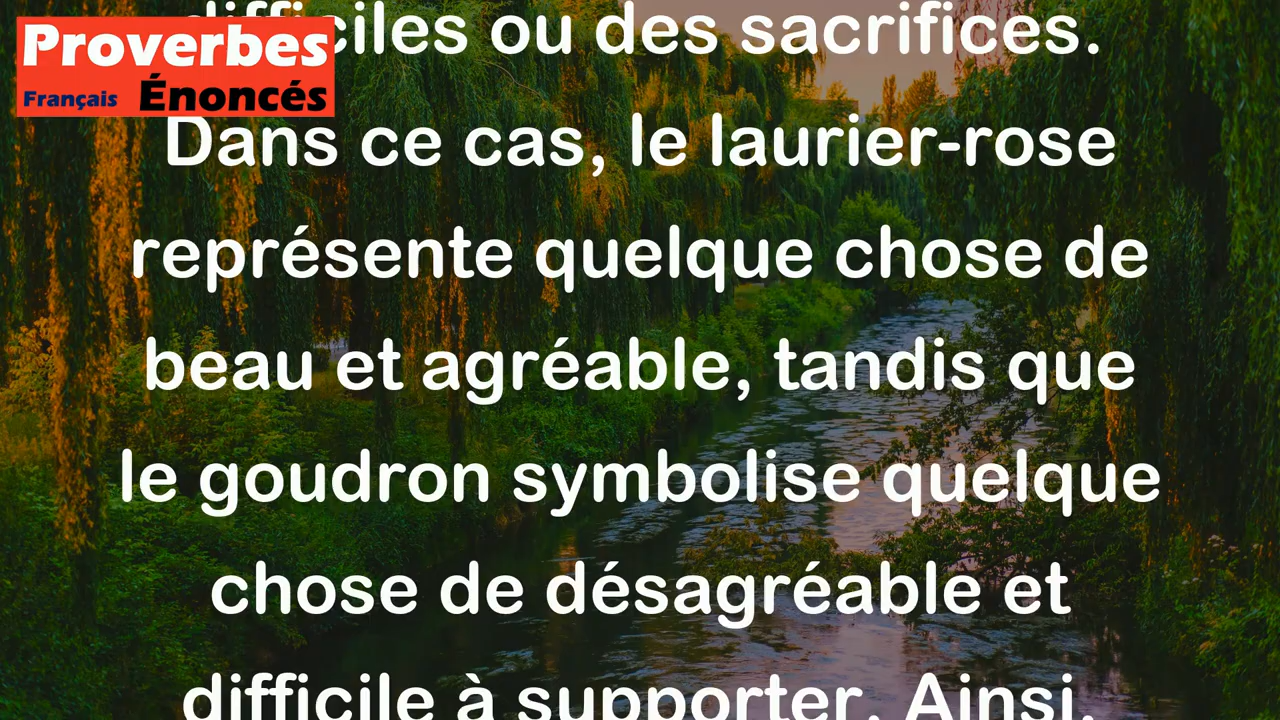 Proverbes
Français Énoncés
difficiles ou des sacrifices.
Dans ce cas, le laurier-rose
représente quelque chose de
beau et agréable, tandis que
le goudron symbolise quelque
chose de désagréable et
difficile à supporter. Ainsi,